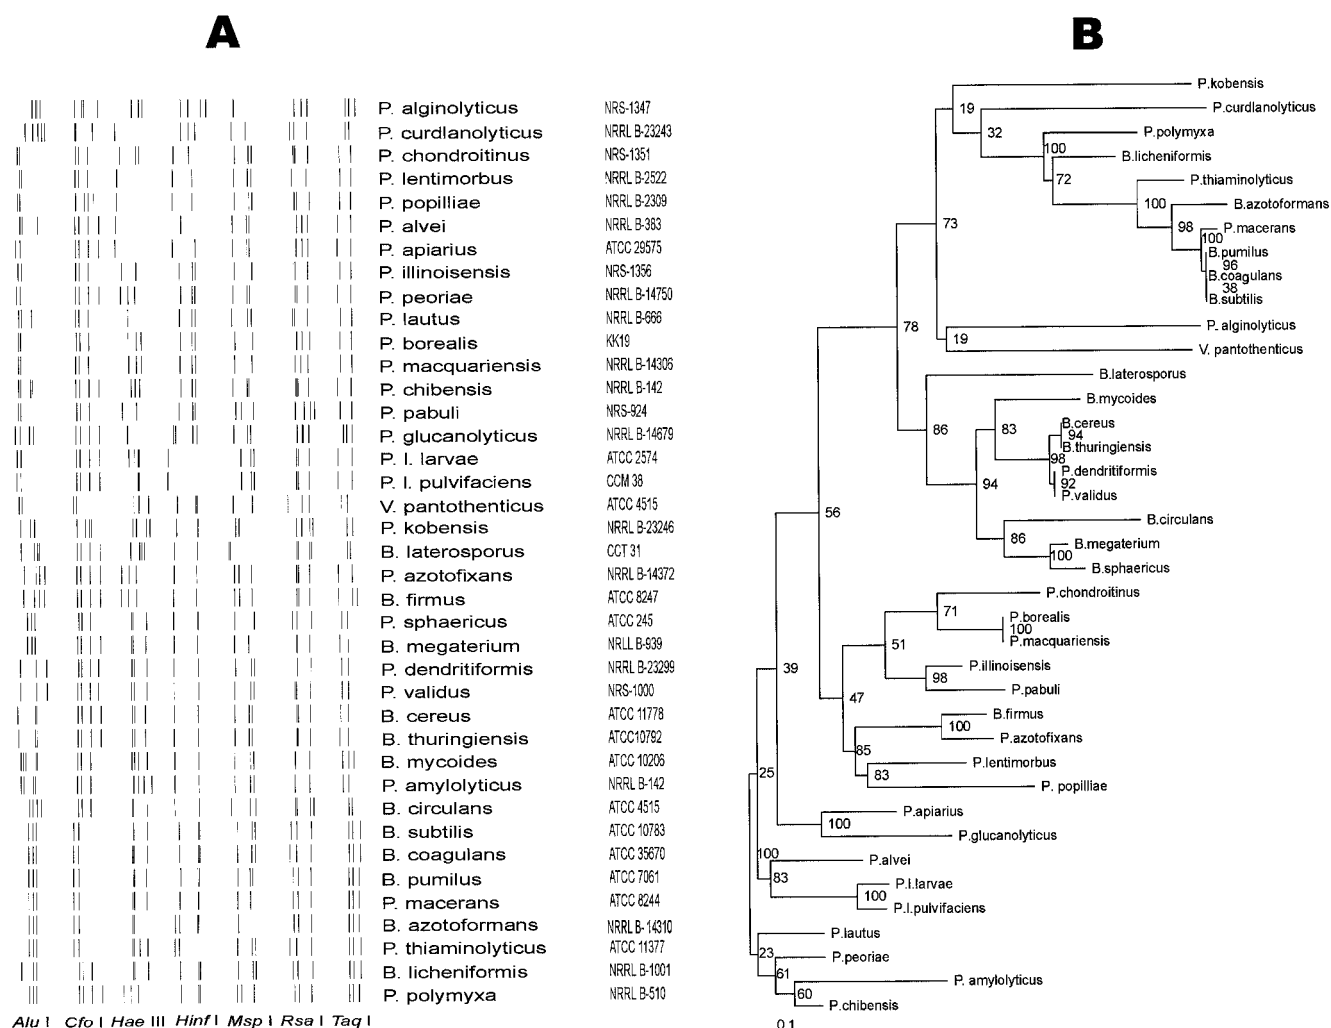 A
P. alginolyticus NRS-1347
P. curdlanolyticus NRRL B-23243
P. chondroitinus NRS-1351
P. lentimorbus NRRL B-2522
P. popilliae NRRL B-2309
P. alvei NRRL B-383
P. apiarius ATCC 29575
P. illinoisensis NRS-1356
P. peoriae NRRL B-14750
P. lautus NRRL B-666
P. borealis KK19
P. macquariensis NRRL B-14306
P. chibensis NRRL B-142
P. pabuli NRS-924
P. glucanolyticus NRRL B-14679
P. l. larvae ATCC 2574
P. l. pulvifaciens CCM 38
V. pantothenticus ATCC 4515
P. kobensis NRRL B-23246
B. laterosporus CCT 31
P. azotofixans NRRL B-14372
B. firmus ATCC 8247
P. sphaericus ATCC 245
B. megaterium NRLL B-939
P. dendritiformis NRRL B-23299
P. validus NRS-1000
B. cereus ATCC 11778
B. thuringiensis ATCC10792
B. mycoides ATCC 10206
P. amylolyticus NRRL B-142
B. circulans ATCC 4515
B. subtilis ATCC 10783
B. coagulans ATCC 35670
B. pumilus ATCC 7061
P. macerans ATCC 8244
B. azotoformans NRRL B-14310
P. thiaminolyticus ATCC 11377
B. licheniformis NRRL B-1001
P. polymyxa NRRL B-510
Alu I Cfo I Hae III Hinf I Msp I Rsa I Taq I
B
P.kobensis
19
P.curdlanolyticus
32
P.polymyxa
100
B.licheniformis
72
P.thiaminolyticus
100
B.azotoformans
98
P.macerans
100
B.pumilus
96
B.coagulans
38
B.subtilis
73
P. alginolyticus
19
V. pantothenticus
78
B.laterosporus
86
B.mycoides
83
B.cereus
94
B.thuringiensis
98
P.dendritiformis
92
P.validus
94
B.circulans
86
B.megaterium
100
B.sphaericus
56
P.chondroitinus
71
P.borealis
100
P.macquariensis
51
P.illinoisensis
98
P.pabuli
47
B.firmus
100
P.azotofixans
85
P.lentimorbus
83
P. popilliae
39
P.apiarius
100
P.glucanolyticus
25
100
P.alvei
83
P.l.larvae
100
P.l.pulvifaciens
P.lautus
23
P.peoriae
61
P. amylolyticus
60
P.chibensis
0.1